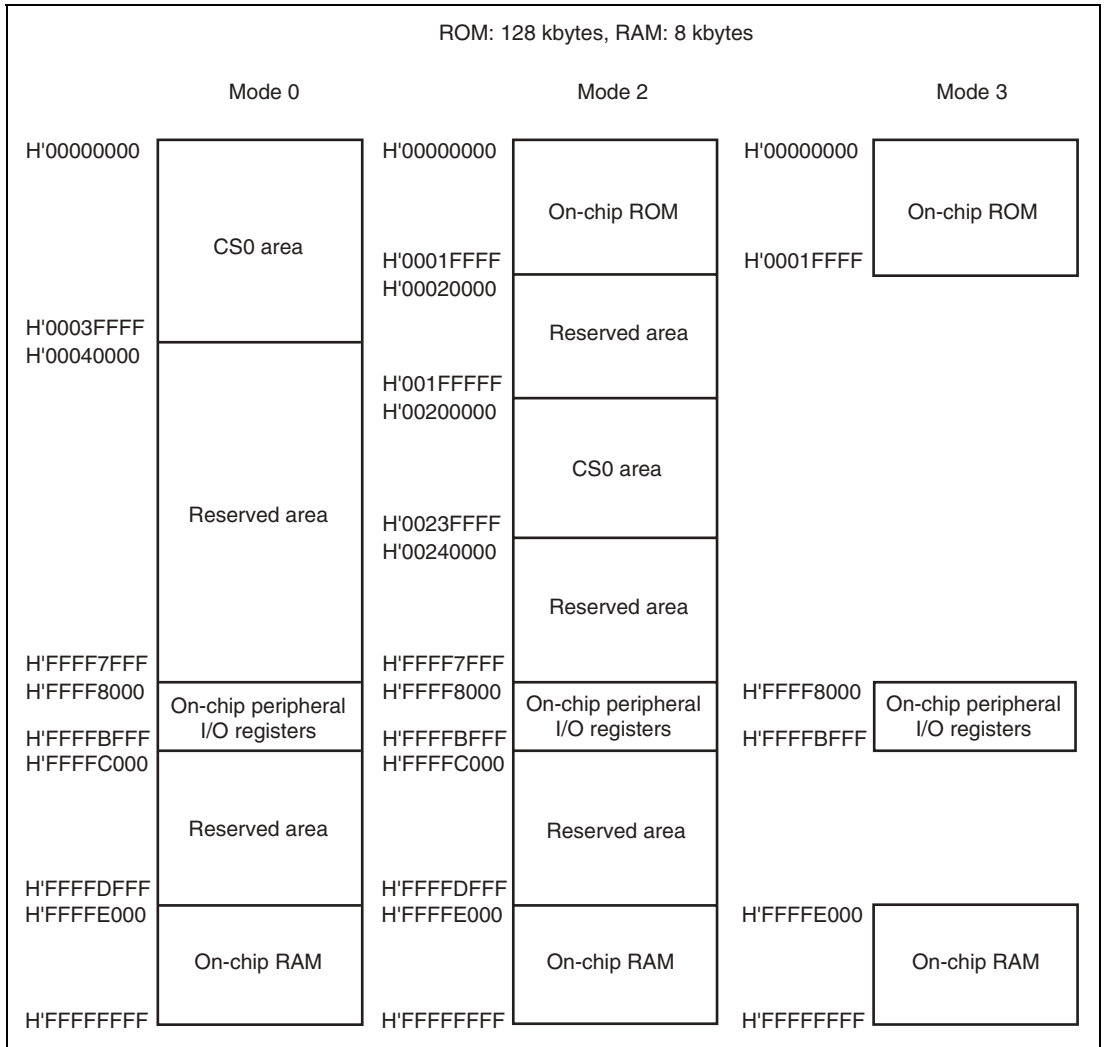 ROM: 128 kbytes, RAM: 8 kbytes
Mode 0
H'00000000
CS0 area
H'0003FFFF
H'00040000
Reserved area
H'FFFF7FFF
H'FFFF8000
On-chip peripheral
I/O registers
H'FFFFBFFF
H'FFFFC000
Reserved area
H'FFFFDFFF
H'FFFFE000
On-chip RAM
H'FFFFFFFF
Mode 2
H'00000000
On-chip ROM
H'0001FFFF
H'00020000
Reserved area
H'001FFFFF
H'00200000
CS0 area
H'0023FFFF
H'00240000
Reserved area
H'FFFF7FFF
H'FFFF8000
On-chip peripheral
I/O registers
H'FFFFBFFF
H'FFFFC000
Reserved area
H'FFFFDFFF
H'FFFFE000
On-chip RAM
H'FFFFFFFF
Mode 3
H'00000000
On-chip ROM
H'0001FFFF
H'FFFF8000
On-chip peripheral
I/O registers
H'FFFFBFFF
H'FFFFE000
On-chip RAM
H'FFFFFFFF